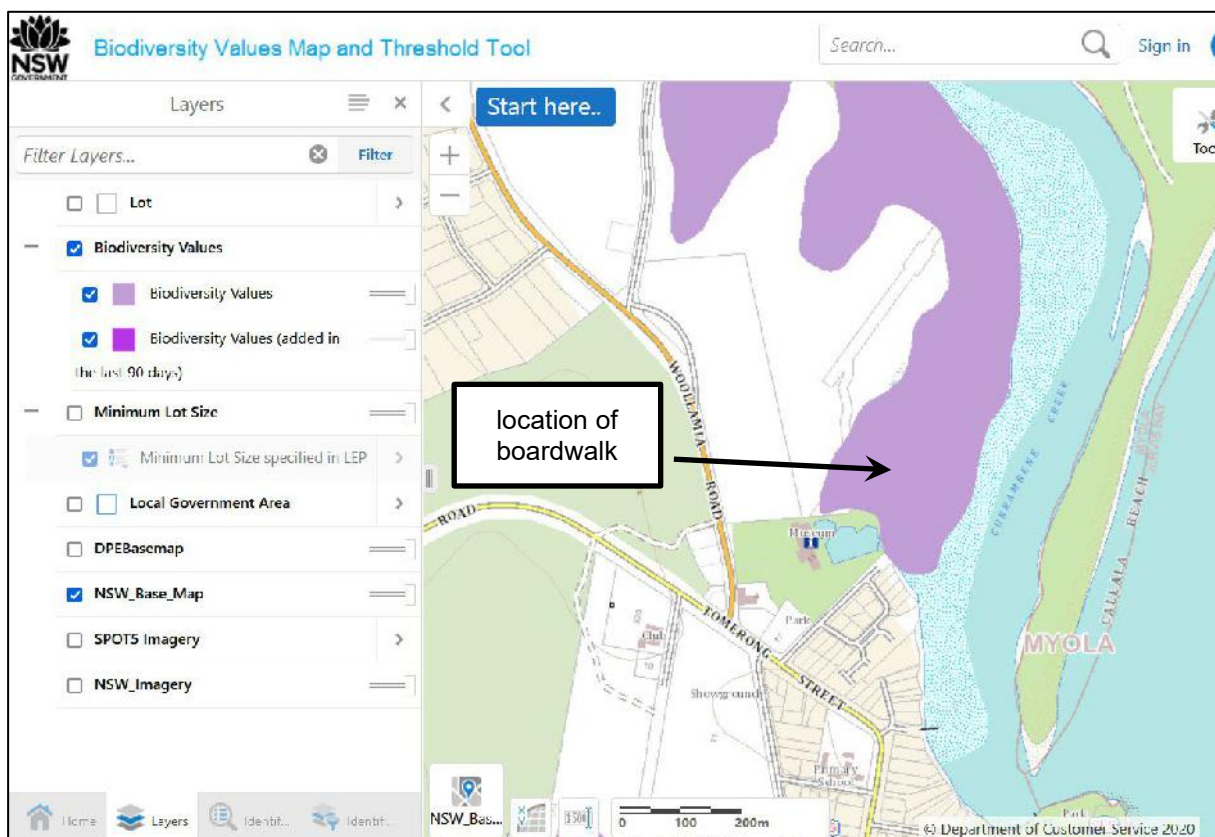 NSW
GOVERNMENT
Biodiversity Values Map and Threshold Tool
Search...
Sign in
Layers
Start here..
Filter Layers...
Filter
Lot
Biodiversity Values
Biodiversity Values
Biodiversity Values (added in
the last 90 days)
Minimum Lot Size
Minimum Lot Size specified in LEP
Local Government Area
DPEBasemap
NSW_Base_Map
SPOT5 Imagery
NSW_Imagery
Home
Layers
Identif...
Identif...
location of
boardwalk
WOOLLAMIA
ROAD
ROAD
TOMERONG
STREET
Museum
Park
Club
Showground
Primary
School
CURRAMBENE
CREEK
CALLALA
BEACH
MYOLA
Park
NSW_Bas...
0 100 200m
© Department of Customer Service 2020